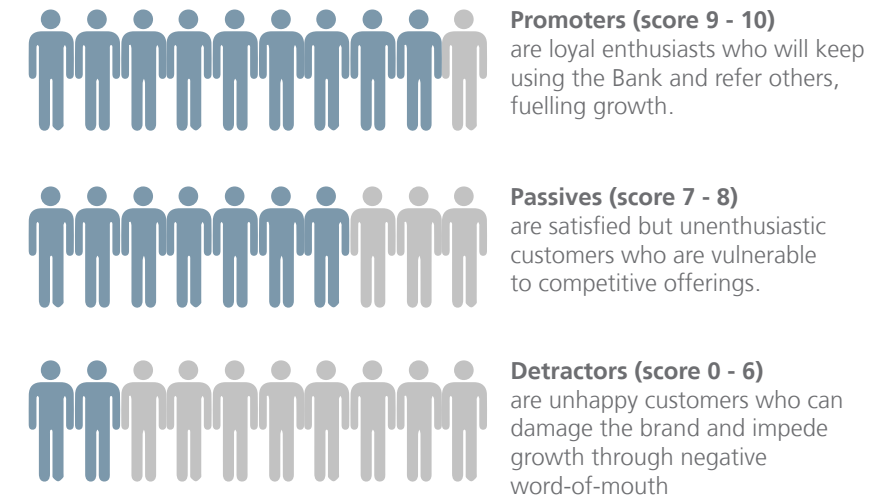 Promoters (score 9 - 10)
are loyal enthusiasts who will keep
using the Bank and refer others,
fuelling growth.
Passives (score 7 - 8)
are satisfied but unenthusiastic
customers who are vulnerable
to competitive offerings.
Detractors (score 0 - 6)
are unhappy customers who can
damage the brand and impede
growth through negative
word-of-mouth